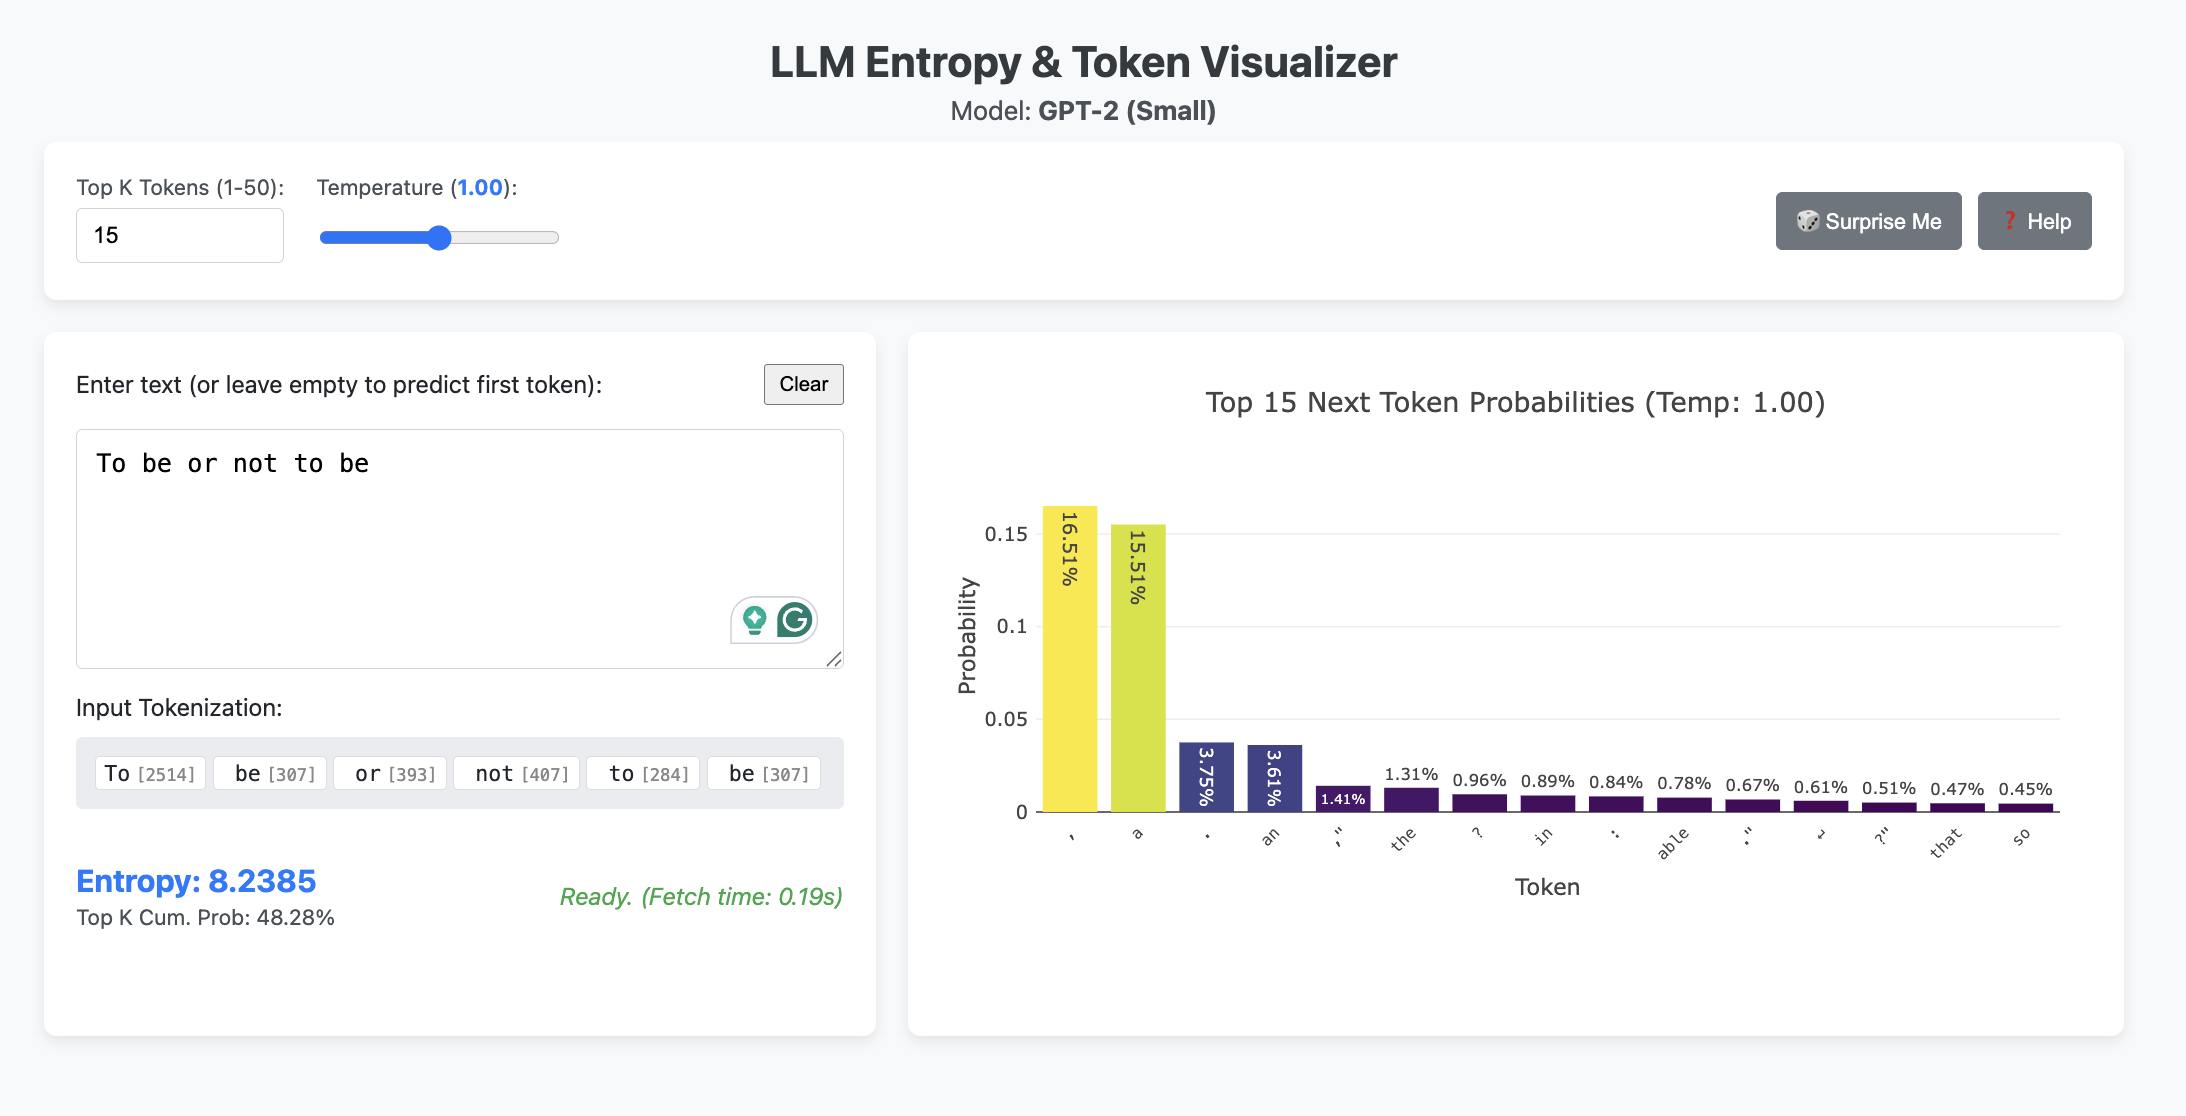 LLM Entropy & Token Visualizer
Model: GPT-2 (Small)
Top K Tokens (1-50):
Temperature (1.00):
15
🎲 Surprise Me
❓ Help
Enter text (or leave empty to predict first token):
Clear
To be or not to be
Input Tokenization:
To [2514] be [307] or [393] not [407] to [284] be [307]
Entropy: 8.2385
Top K Cum. Prob: 48.28%
Ready. (Fetch time: 0.19s)
Top 15 Next Token Probabilities (Temp: 1.00)
Probability
0.15
0.1
0.05
0
16.51% 15.51% 3.75% 3.61% 1.41% 1.31% 0.96% 0.89% 0.84% 0.78% 0.67% 0.61% 0.51% 0.47% 0.45%
, a . an ," the ? in : able ." ↵ ?" that so
Token